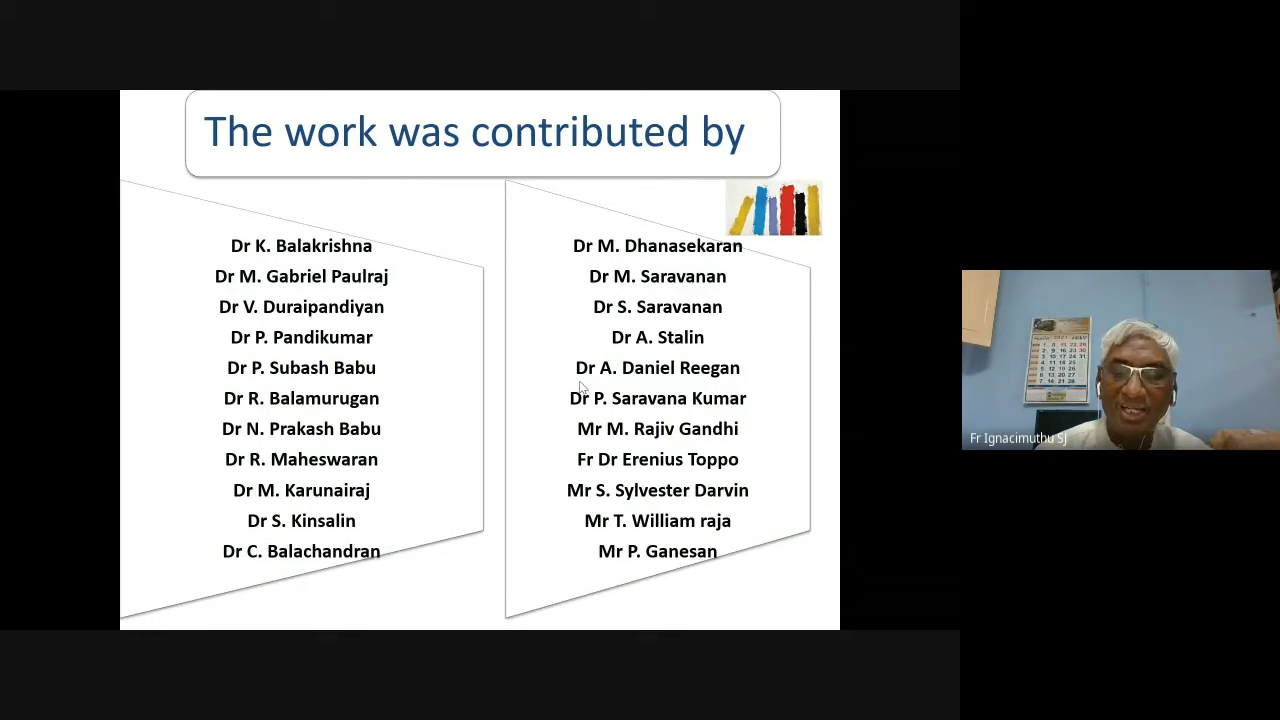 The work was contributed by
Dr K. Balakrishna
Dr M. Gabriel Paulraj
Dr V. Duraipandiyan
Dr P. Pandikumar
Dr P. Subash Babu
Dr R. Balamurugan
Dr N. Prakash Babu
Dr R. Maheswaran
Dr M. Karunairaj
Dr S. Kinsalin
Dr C. Balachandran
Dr M. Dhanasekaran
Dr M. Saravanan
Dr S. Saravanan
Dr A. Stalin
Dr A. Daniel Reegan
Dr P. Saravana Kumar
Mr M. Rajiv Gandhi
Fr Dr Erenius Toppo
Mr S. Sylvester Darvin
Mr T. William raja
Mr P. Ganesan
Fr Ignacimuthu SJ